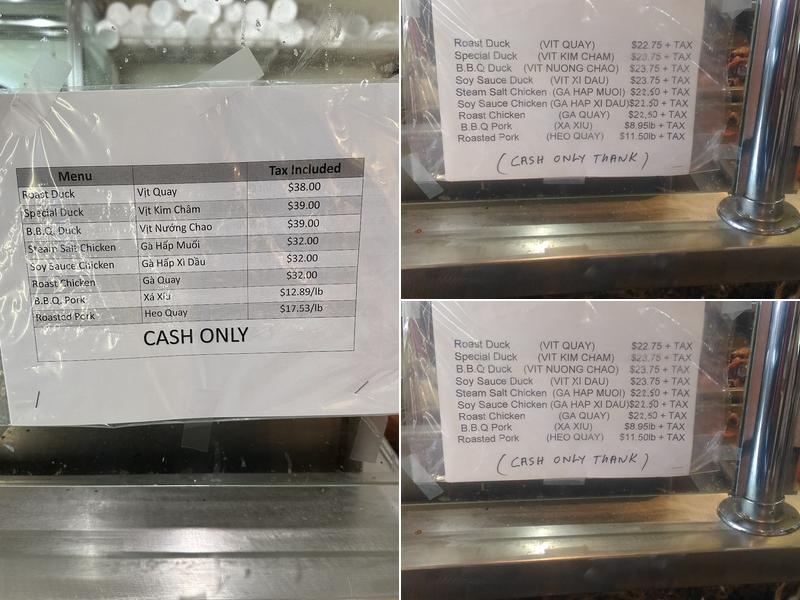 Menu Tax Included
Roast Duck Vịt Quay $38.00
Special Duck Vịt Kim Châm $39.00
B.B.Q. Duck Vịt Nướng Chao $39.00
Steam Salt Chicken Gà Hấp Muối $32.00
Soy Sauce Chicken Gà Hấp Xì Dầu $32.00
Roast Chicken Gà Quay $32.00
B.B.Q. Pork Xá Xíu $12.89/lb
Roasted Pork Heo Quay $17.53/lb
CASH ONLY
Roast Duck (VIT QUAY) $22.75 + TAX
Special Duck (VIT KIM CHAM) $23.75 + TAX
B.B.Q Duck (VIT NUONG CHAO) $23.75 + TAX
Soy Sauce Duck (VIT XI DAU) $23.75 + TAX
Steam Salt Chicken (GA HAP MUOI) $21.50 + TAX
Soy Sauce Chicken (GA HAP XI DAU) $21.50 + TAX
Roast Chicken (GA QUAY) $22.50 + TAX
B.B.Q Pork (XA XIU) $8.95lb + TAX
Roasted Pork (HEO QUAY) $11.50lb + TAX
(CASH ONLY THANK)
Roast Duck (VIT QUAY) $22.75 + TAX
Special Duck (VIT KIM CHAM) $23.75 + TAX
B.B.Q Duck (VIT NUONG CHAO) $23.75 + TAX
Soy Sauce Duck (VIT XI DAU) $23.75 + TAX
Steam Salt Chicken (GA HAP MUOI) $21.50 + TAX
Soy Sauce Chicken (GA HAP XI DAU) $21.50 + TAX
Roast Chicken (GA QUAY) $22.50 + TAX
B.B.Q Pork (XA XIU) $8.95lb + TAX
Roasted Pork (HEO QUAY) $11.50lb + TAX
(CASH ONLY THANK)